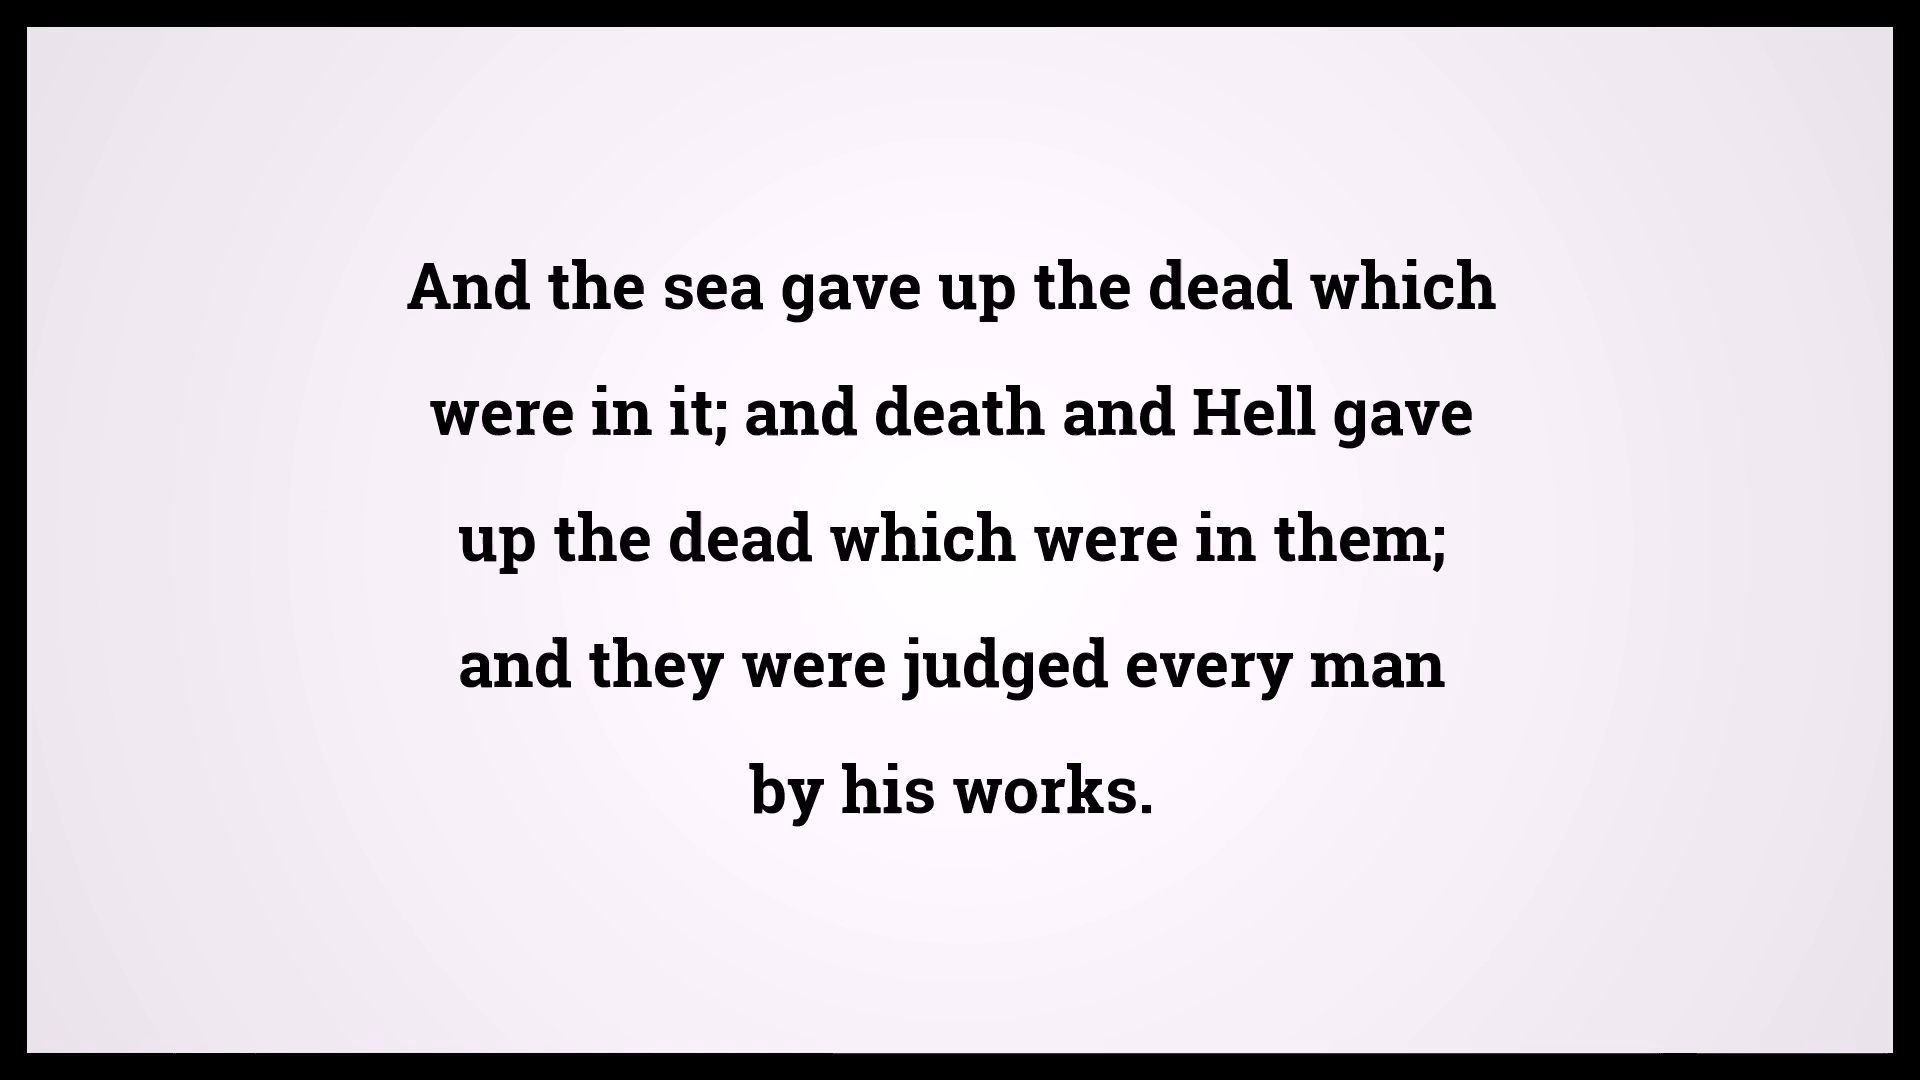 And the sea gave up the dead which
were in it; and death and Hell gave
up the dead which were in them;
and they were judged every man
by his works.